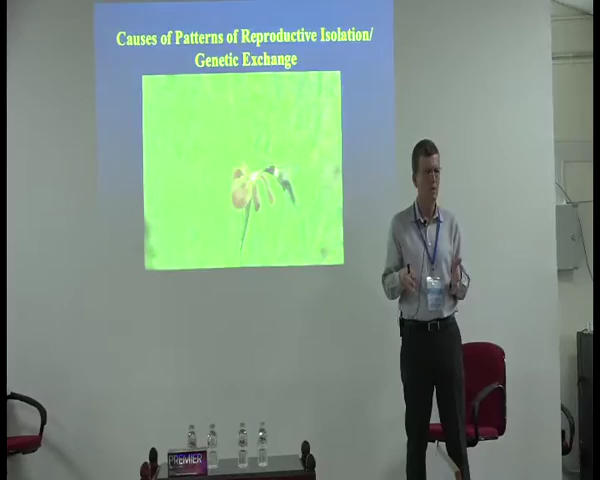 Causes of Patterns of Reproductive Isolation/
Genetic Exchange
PREMIER